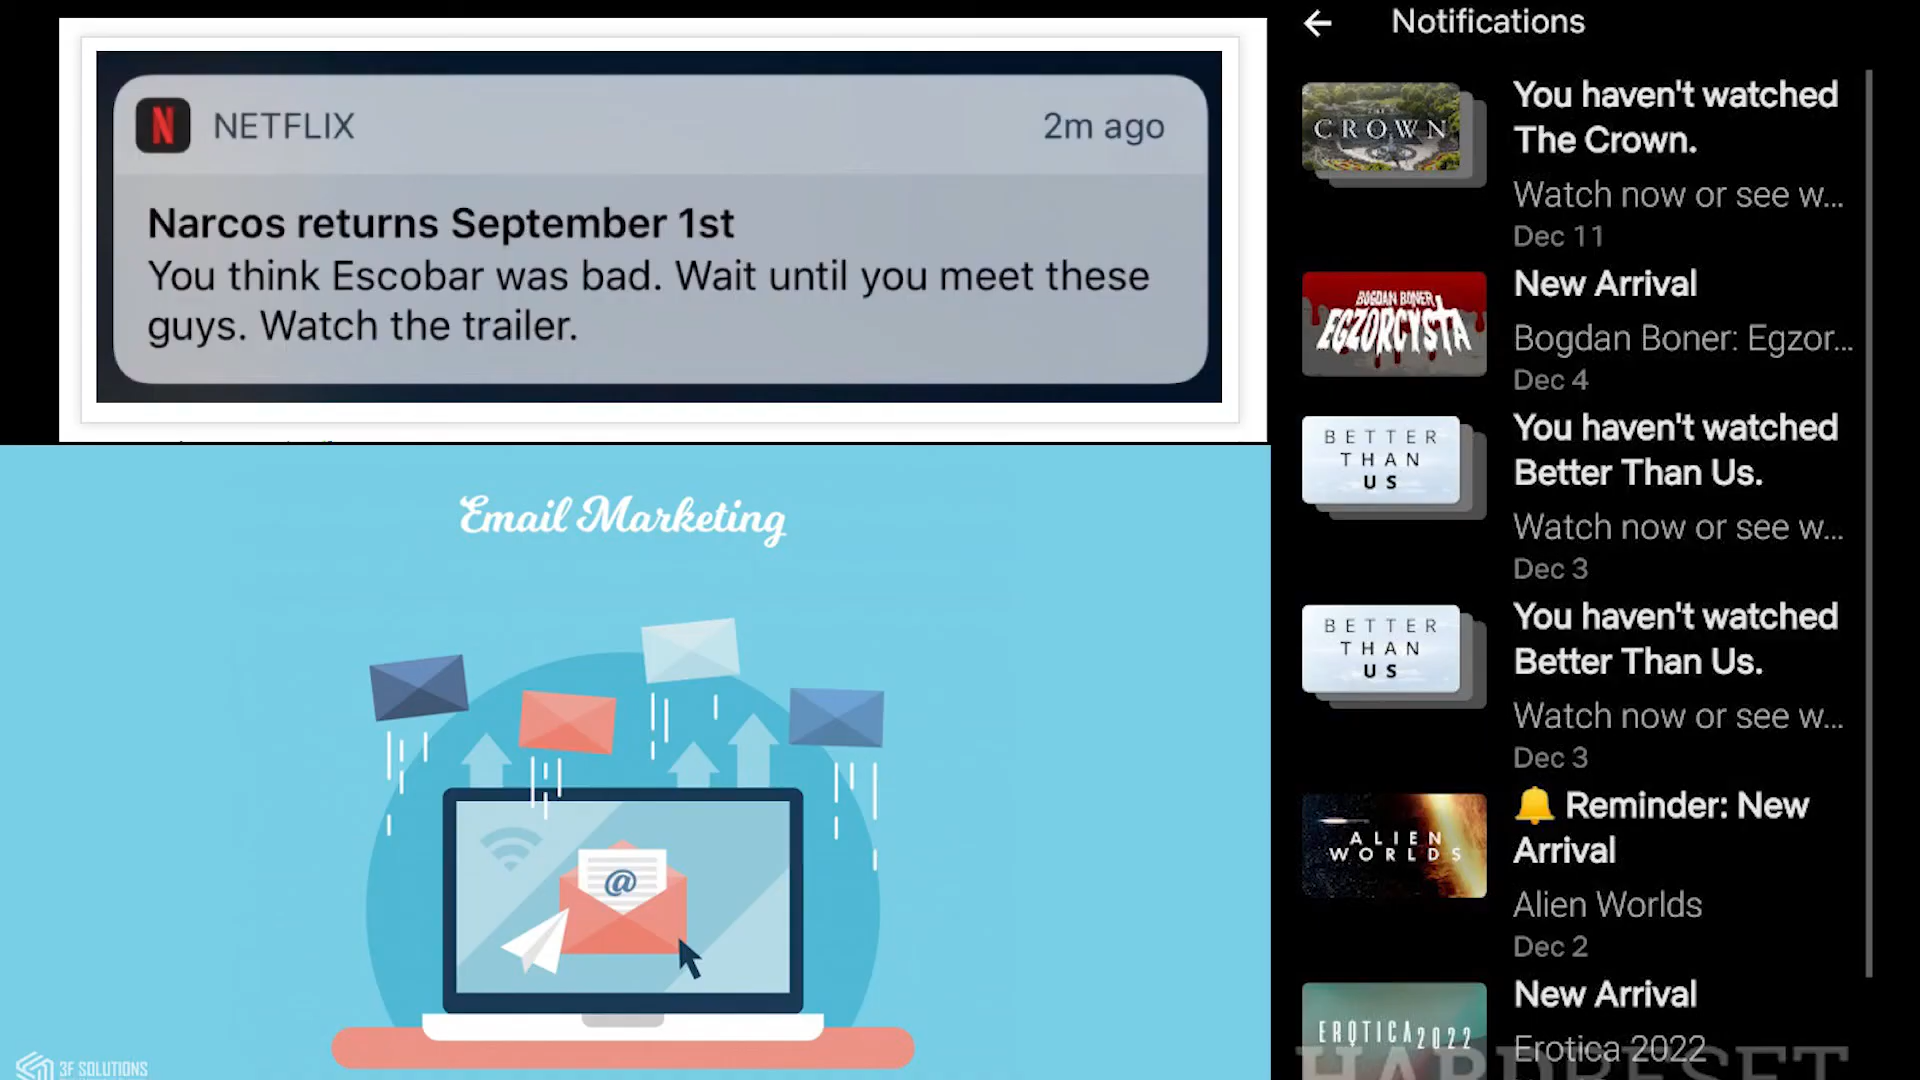 NETFLIX
2m ago
Narcos returns September 1st
You think Escobar was bad. Wait until you meet these
guys. Watch the trailer.
Email Marketing
@
3F SOLUTIONS
Notifications
THE
CROWN
You haven't watched
The Crown.
Watch now or see w...
Dec 11
BOGDAN BONER
EGZORCYSTA
New Arrival
Bogdan Boner: Egzor...
Dec 4
BETTER
THAN
US
You haven't watched
Better Than Us.
Watch now or see w...
Dec 3
BETTER
THAN
US
You haven't watched
Better Than Us.
Watch now or see w...
Dec 3
ALIEN
WORLDS
🔔 Reminder: New
Arrival
Alien Worlds
Dec 2
EROTICA 2022
New Arrival
Erotica 2022
HARDRESET